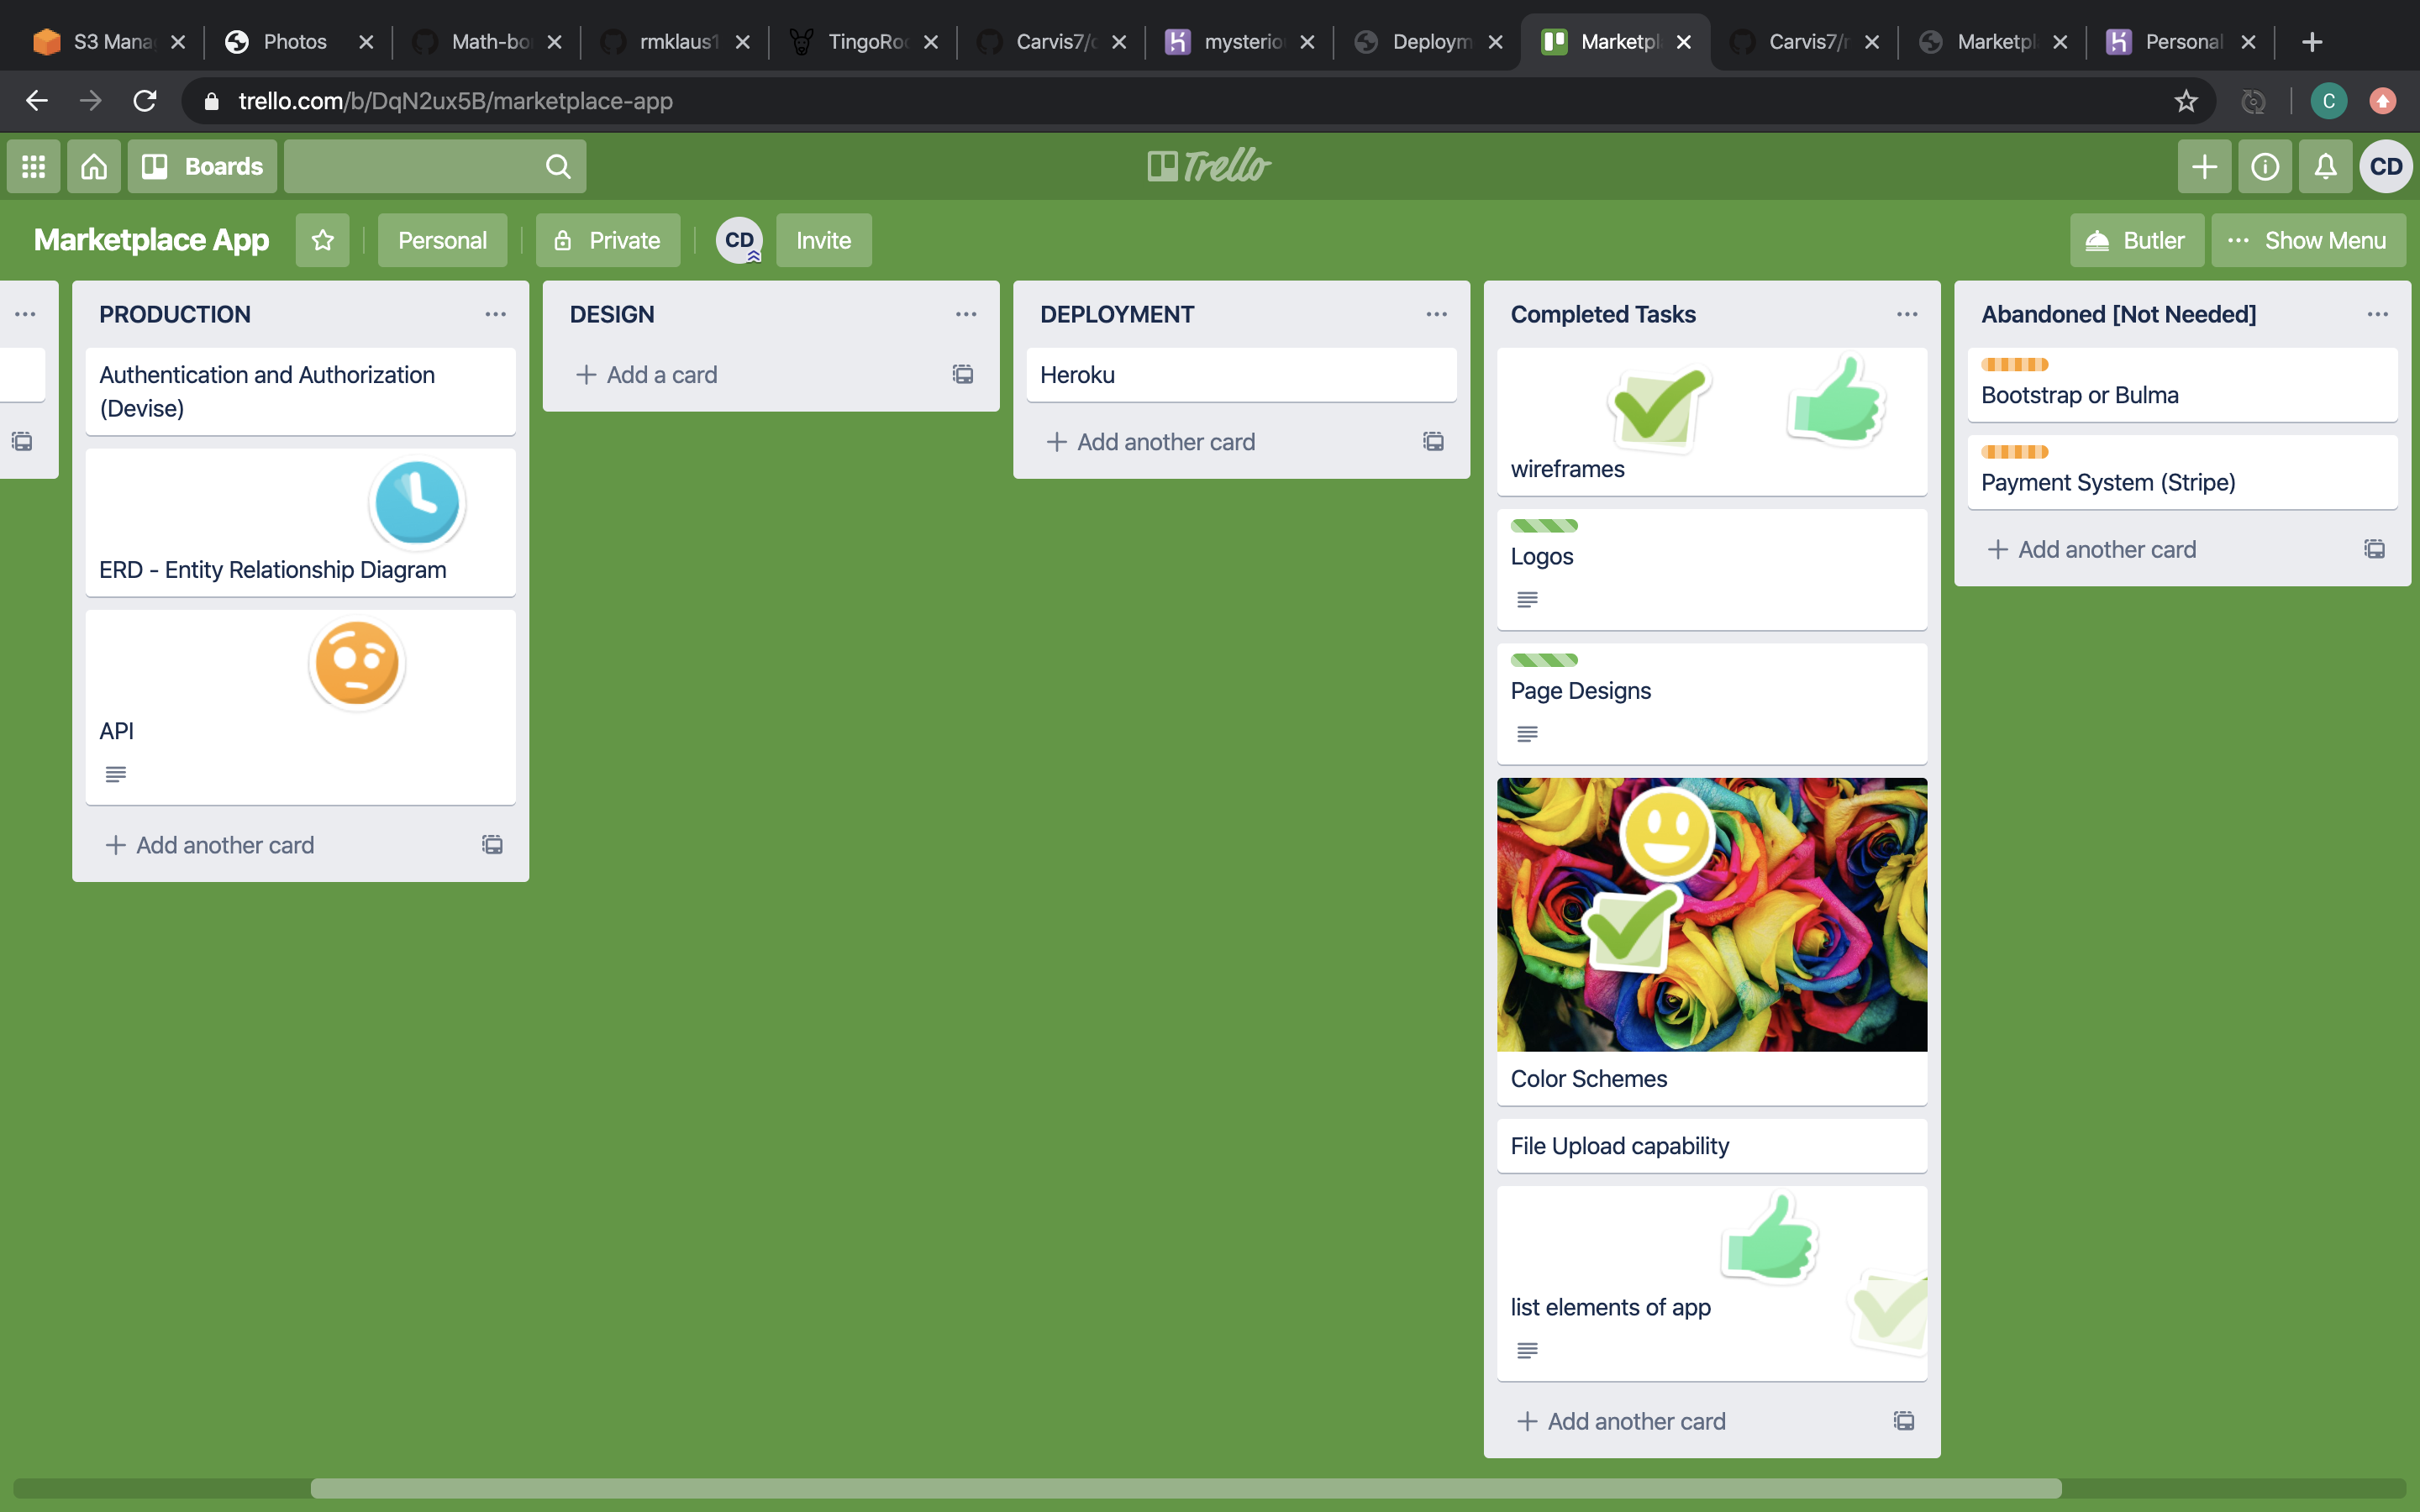 S3 Mana
Photos
Math-bo
rmklaus1
TingoRoo
Carvis7/c
mysterio
Deploym
Marketpl
Carvis7/r
Marketpl
Personal
trello.com/b/DqN2ux5B/marketplace-app
C
Boards
Trello
CD
Marketplace App
Personal
Private
CD
Invite
Butler
Show Menu
PRODUCTION
Authentication and Authorization
(Devise)
ERD - Entity Relationship Diagram
API
Add another card
DESIGN
Add a card
DEPLOYMENT
Heroku
Add another card
Completed Tasks
wireframes
Logos
Page Designs
Color Schemes
File Upload capability
list elements of app
Add another card
Abandoned [Not Needed]
Bootstrap or Bulma
Payment System (Stripe)
Add another card